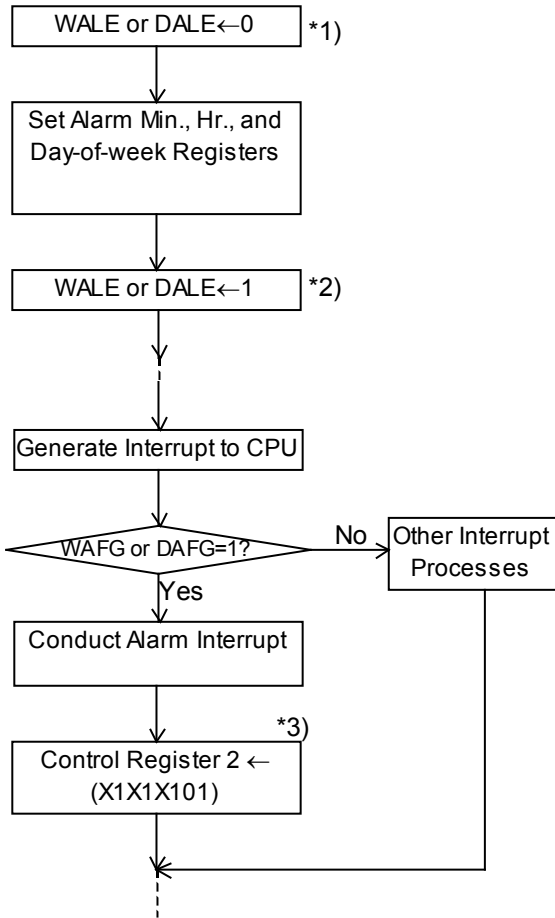 WALE or DALE←0
*1)
Set Alarm Min., Hr., and
Day-of-week Registers
WALE or DALE←1
*2)
Generate Interrupt to CPU
WAFG or DAFG=1?
No
Other Interrupt
Processes
Yes
Conduct Alarm Interrupt
*3)
Control Register 2 ←
(X1X1X101)